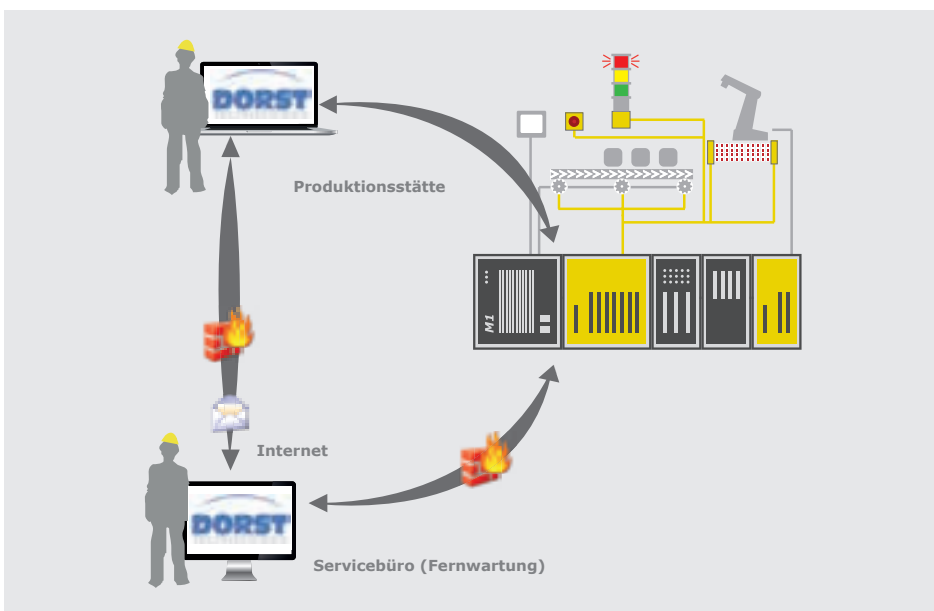 DORST
Produktionsstätte
M1
Internet
DORST
Servicebüro (Fernwartung)